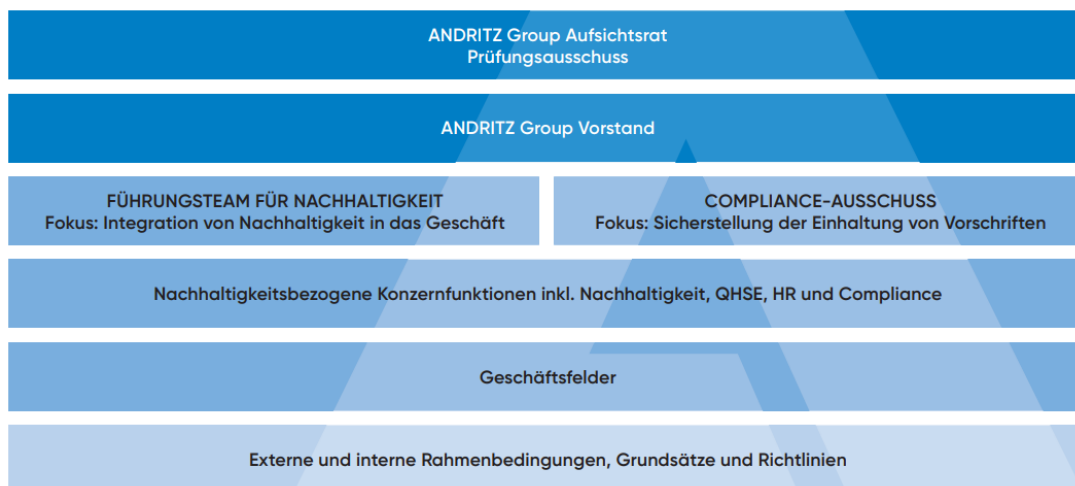 ANDRITZ Group Aufsichtsrat
Prüfungsausschuss
ANDRITZ Group Vorstand
FÜHRUNGSTEAM FÜR NACHHALTIGKEIT
Fokus: Integration von Nachhaltigkeit in das Geschäft
COMPLIANCE-AUSSCHUSS
Fokus: Sicherstellung der Einhaltung von Vorschriften
Nachhaltigkeitsbezogene Konzernfunktionen inkl. Nachhaltigkeit, QHSE, HR und Compliance
Geschäftsfelder
Externe und interne Rahmenbedingungen, Grundsätze und Richtlinien